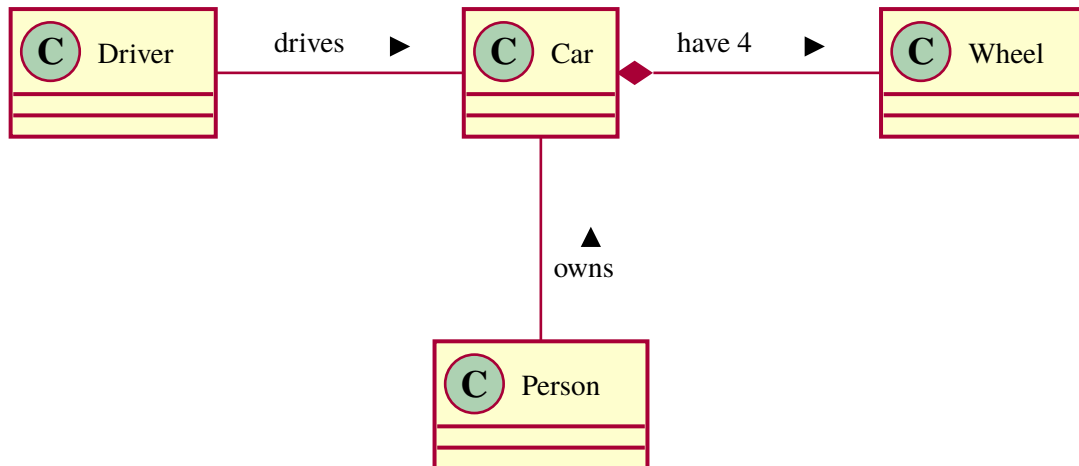 C Driver
drives ►
C Car
have 4 ►
C Wheel
▲
owns
C Person